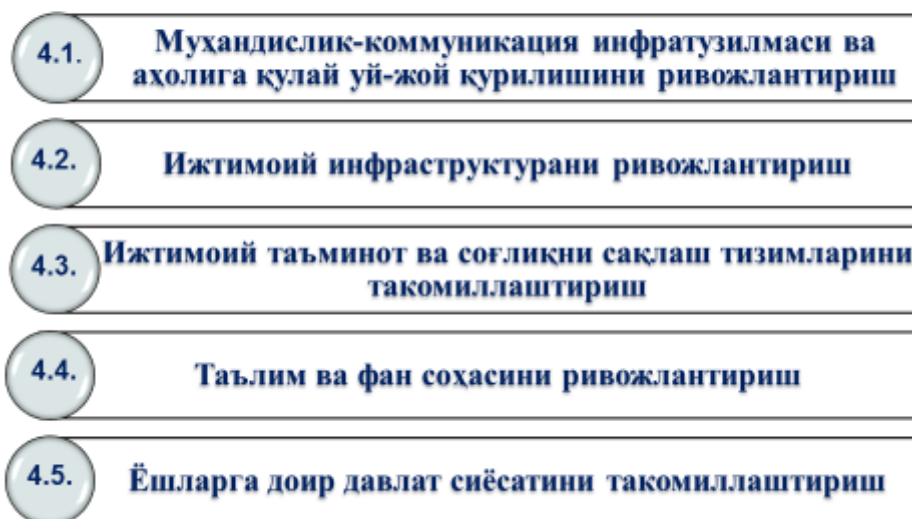 4.1.
Муҳандислик-коммуникация инфратузилмаси ва
аҳолига қулай уй-жой қурилишини ривожлантириш
4.2.
Ижтимоий инфраструктурани ривожлантириш
4.3.
Ижтимоий таъминот ва соғлиқни сақлаш тизимларини
такомиллаштириш
4.4.
Таълим ва фан соҳасини ривожлантириш
4.5.
Ёшларга доир давлат сиёсатини такомиллаштириш